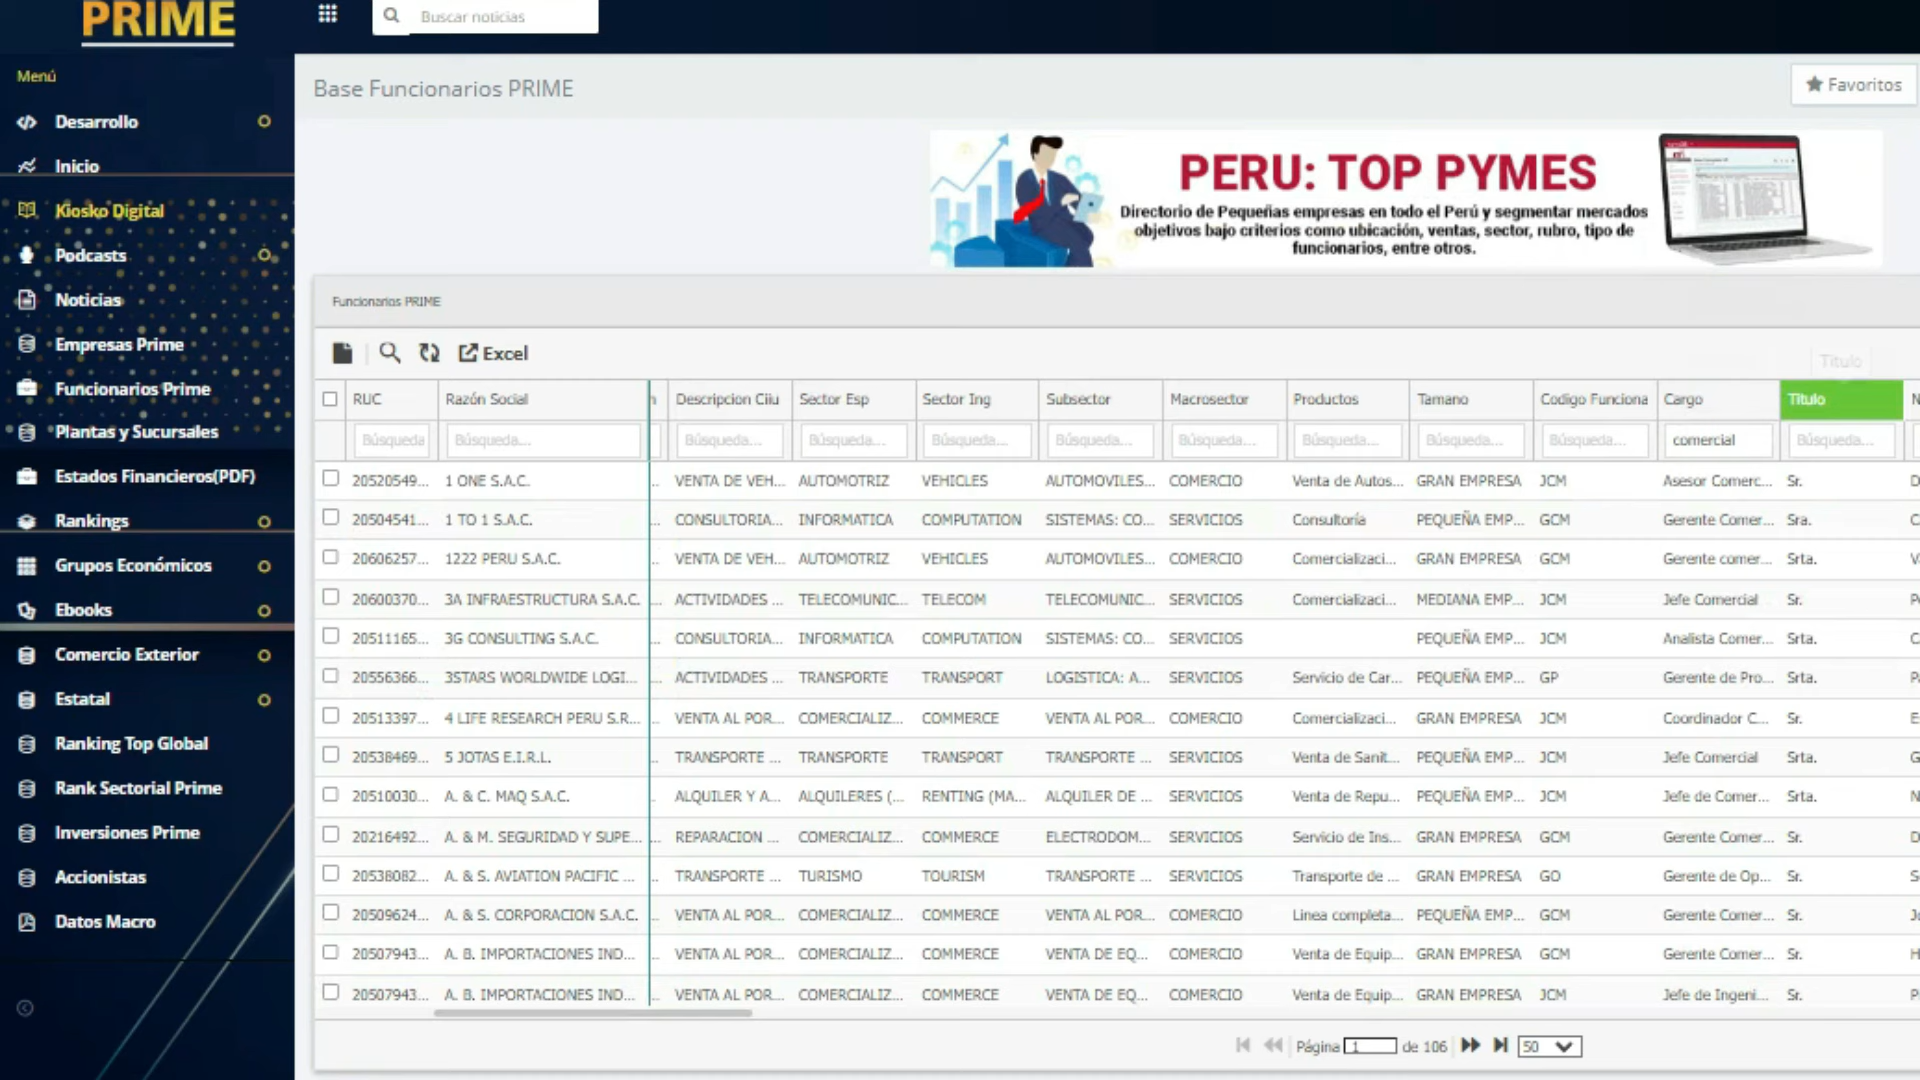 PRIME
Buscar noticias
Menú
Desarrollo
Inicio
Kiosko Digital
Podcasts
Noticias
Empresas Prime
Funcionarios Prime
Plantas y Sucursales
Estados Financieros(PDF)
Rankings
Grupos Económicos
Ebooks
Comercio Exterior
Estatal
Ranking Top Global
Rank Sectorial Prime
Inversiones Prime
Accionistas
Datos Macro
Base Funcionarios PRIME
Favoritos
PERU: TOP PYMES
Directorio de Pequeñas empresas en todo el Perú y segmentar mercados
objetivos bajo criterios como ubicación, ventas, sector, rubro, tipo de
funcionarios, entre otros.
Funcionarios PRIME
Excel
Titulo
RUC Razón Social Descripcion Ciiu Sector Esp Sector Ing Subsector Macrosector Productos Tamano Codigo Funciona Cargo Titulo
Búsqueda Búsqueda... Búsqueda... Búsqueda... Búsqueda... Búsqueda... Búsqueda... Búsqueda... Búsqueda... Búsqueda... comercial Búsqueda...
20520549... 1 ONE S.A.C. ... VENTA DE VEH... AUTOMOTRIZ VEHICLES AUTOMOVILES... COMERCIO Venta de Autos... GRAN EMPRESA JCM Asesor Comerc... Sr. D
20504541... 1 TO 1 S.A.C. ... CONSULTORIA... INFORMATICA COMPUTATION SISTEMAS: CO... SERVICIOS Consultoría PEQUEÑA EMP... GCM Gerente Comer... Sra. C
20606257... 1222 PERU S.A.C. ... VENTA DE VEH... AUTOMOTRIZ VEHICLES AUTOMOVILES... COMERCIO Comercializaci... GRAN EMPRESA GCM Gerente comer... Srta. V
20600370... 3A INFRAESTRUCTURA S.A.C. ... ACTIVIDADES ... TELECOMUNIC... TELECOM TELECOMUNIC... SERVICIOS Comercializaci... MEDIANA EMP... JCM Jefe Comercial Sr.
20511165... 3G CONSULTING S.A.C. ... CONSULTORIA... INFORMATICA COMPUTATION SISTEMAS: CO... SERVICIOS PEQUEÑA EMP... JCM Analista Comer... Srta. C
20556366... 3STARS WORLDWIDE LOGI... ... ACTIVIDADES ... TRANSPORTE TRANSPORT LOGISTICA: A... SERVICIOS Servicio de Car... PEQUEÑA EMP... GP Gerente de Pro... Srta.
20513397... 4 LIFE RESEARCH PERU S.R... ... VENTA AL POR... COMERCIALIZ... COMMERCE VENTA AL POR... COMERCIO Comercializaci... GRAN EMPRESA JCM Coordinador C... Sr. E
20538469... 5 JOTAS E.I.R.L. ... TRANSPORTE ... TRANSPORTE TRANSPORT TRANSPORTE ... SERVICIOS Venta de Sanit... PEQUEÑA EMP... JCM Jefe Comercial Srta. G
20510030... A. & C. MAQ S.A.C. ... ALQUILER Y A... ALQUILERES (... RENTING (MA... ALQUILER DE ... SERVICIOS Venta de Repu... PEQUEÑA EMP... JCM Jefe de Comer... Srta. N
20216492... A. & M. SEGURIDAD Y SUPE... ... REPARACION ... COMERCIALIZ... COMMERCE ELECTRODOM... SERVICIOS Servicio de Ins... GRAN EMPRESA GCM Gerente Comer... Sr. D
20538082... A. & S. AVIATION PACIFIC ... ... TRANSPORTE ... TURISMO TOURISM TRANSPORTE ... SERVICIOS Transporte de ... GRAN EMPRESA GO Gerente de Op... Sr. S
20509624... A. & S. CORPORACION S.A.C. ... VENTA AL POR... COMERCIALIZ... COMMERCE VENTA AL POR... COMERCIO Linea completa... PEQUEÑA EMP... GCM Gerente Comer... Sr.
20507943... A. B. IMPORTACIONES IND... ... VENTA AL POR... COMERCIALIZ... COMMERCE VENTA DE EQ... COMERCIO Venta de Equip... GRAN EMPRESA GCM Gerente Comer... Sr. H
20507943... A. B. IMPORTACIONES IND... ... VENTA AL POR... COMERCIALIZ... COMMERCE VENTA DE EQ... COMERCIO Venta de Equip... GRAN EMPRESA JCM Jefe de Ingeni... Sr. P
Página 1 de 106 50